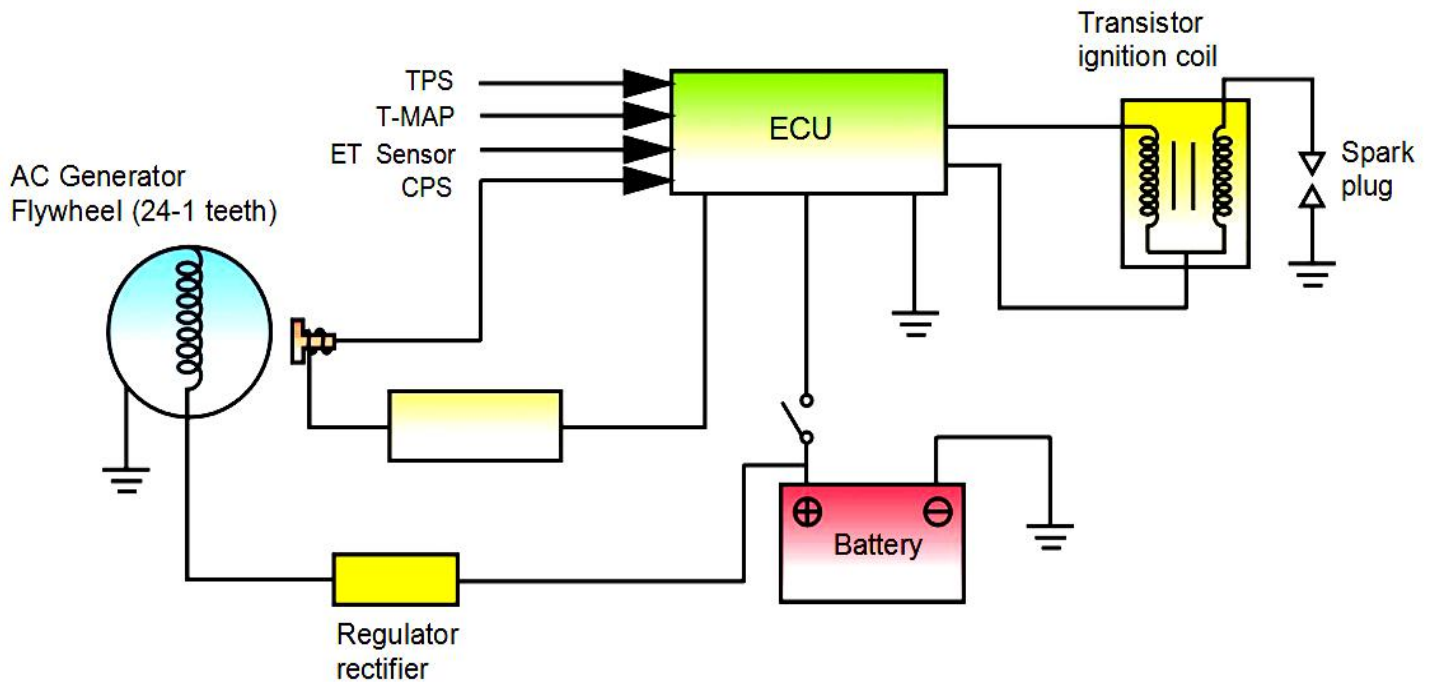 Transistor
ignition coil
TPS
T-MAP
ET Sensor
CPS
ECU
Spark
plug
AC Generator
Flywheel (24-1 teeth)
Battery
Regulator
rectifier